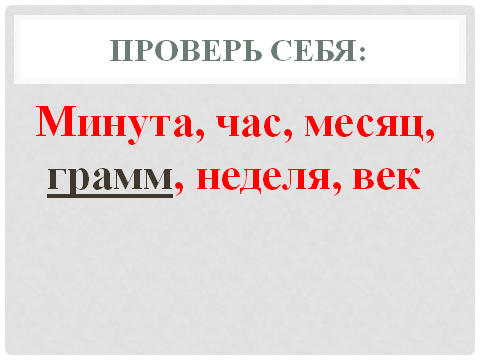 ПРОВЕРЬ СЕБЯ:
Минута, час, месяц,
грамм, неделя, век